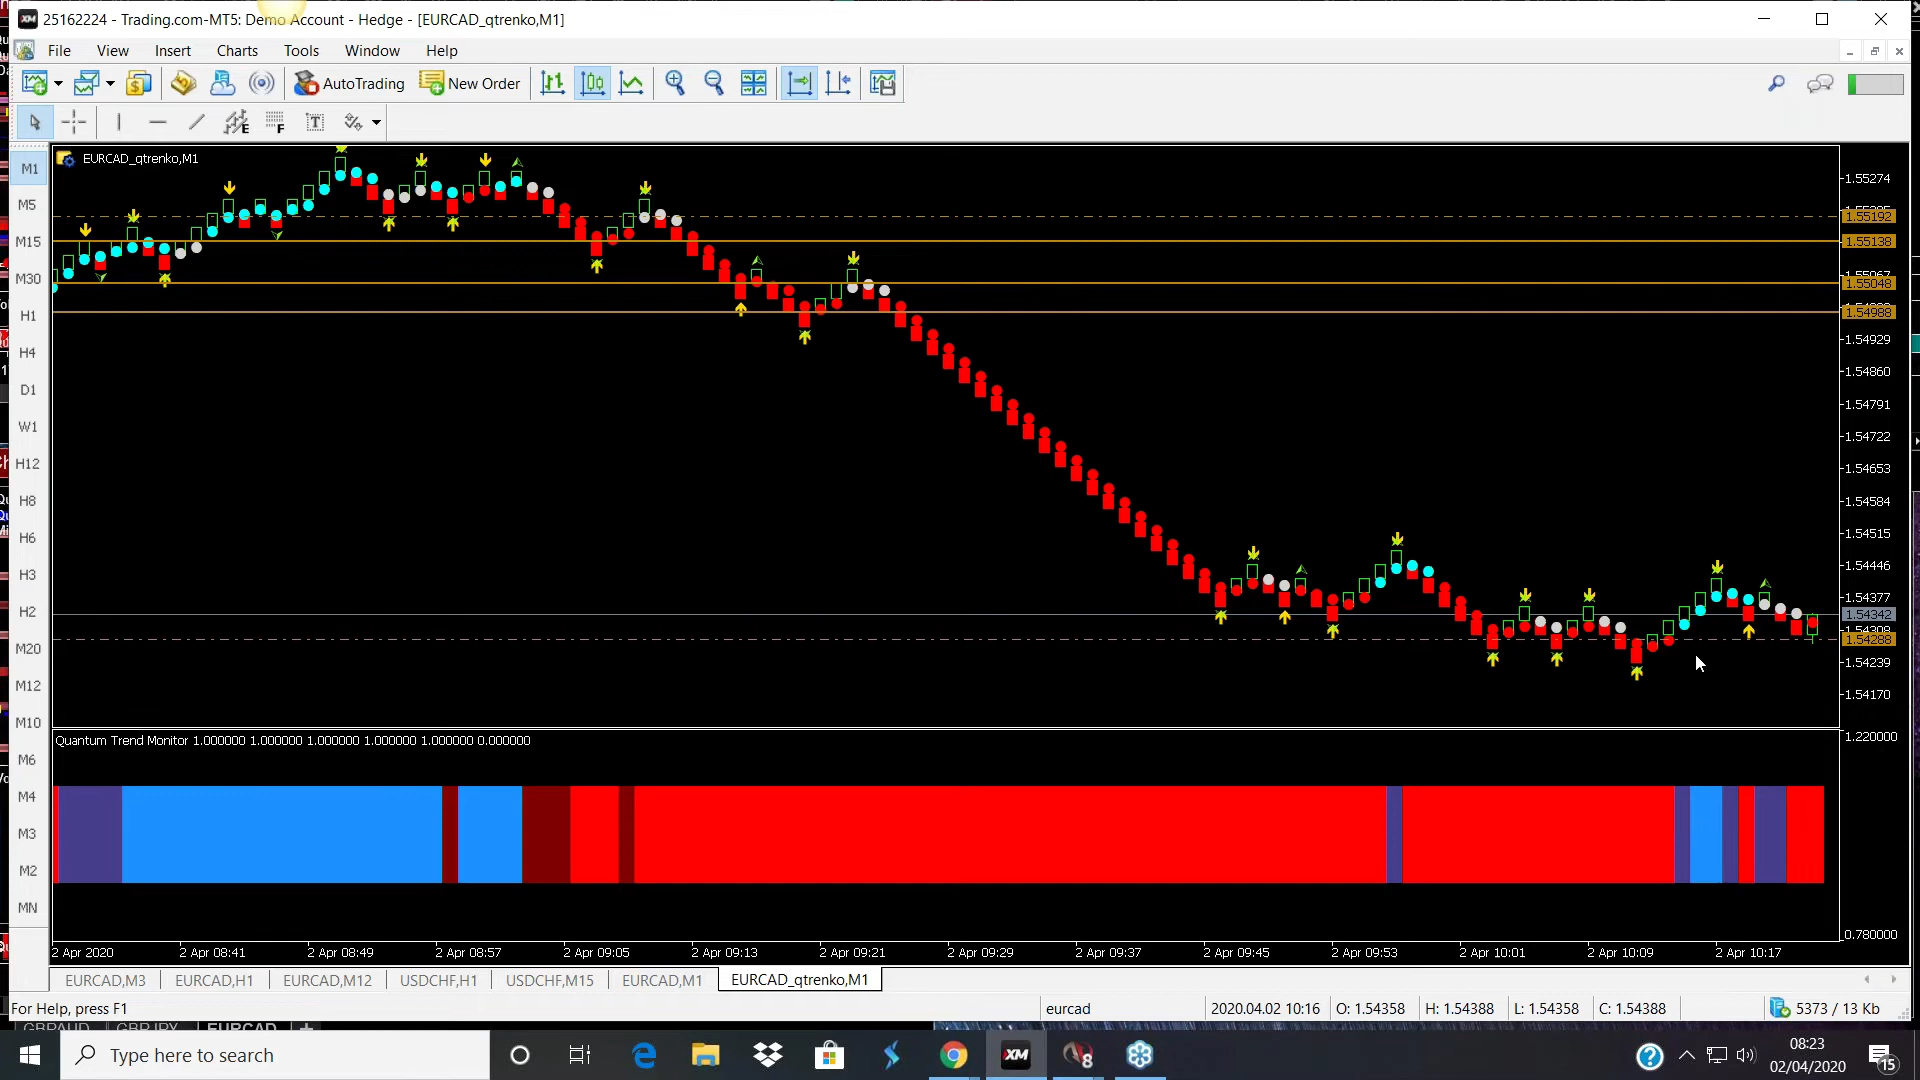 25162224 - Trading.com-MT5: Demo Account - Hedge - [EURCAD_qtrenko,M1]
File View Insert Charts Tools Window Help
AutoTrading New Order
E F T
EURCAD_qtrenko,M1
M1
M5
M15
M30
H1
H4
D1
W1
H12
H8
H6
H3
H2
M20
M12
M10
M6
M4
M3
M2
MN
1.55274
1.55192
1.55138
1.55067
1.55048
1.54988
1.54929
1.54860
1.54791
1.54722
1.54653
1.54584
1.54515
1.54446
1.54377
1.54342
1.54288
1.54239
1.54170
Quantum Trend Monitor 1.000000 1.000000 1.000000 1.000000 1.000000 0.000000
1.220000
0.780000
2 Apr 2020 2 Apr 08:41 2 Apr 08:49 2 Apr 08:57 2 Apr 09:05 2 Apr 09:13 2 Apr 09:21 2 Apr 09:29 2 Apr 09:37 2 Apr 09:45 2 Apr 09:53 2 Apr 10:01 2 Apr 10:09 2 Apr 10:17
EURCAD,M3 EURCAD,H1 EURCAD,M12 USDCHF,H1 USDCHF,M15 EURCAD,M1 EURCAD_qtrenko,M1
For Help, press F1 eurcad 2020.04.02 10:16 O: 1.54358 H: 1.54388 L: 1.54358 C: 1.54388 5373 / 13 Kb
GBPAUD GBPJPY EURCAD
Type here to search
XM
8
08:23
02/04/2020
15